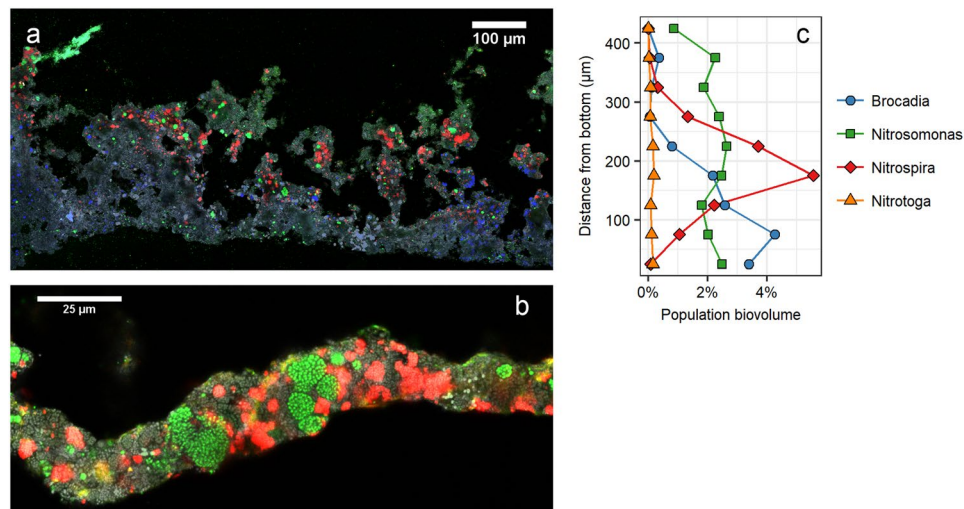 a
100 µm
b
25 µm
c
Distance from bottom (µm)
400
300
200
100
0%
2%
4%
Population biovolume
Brocadia
Nitrosomonas
Nitrospira
Nitrotoga